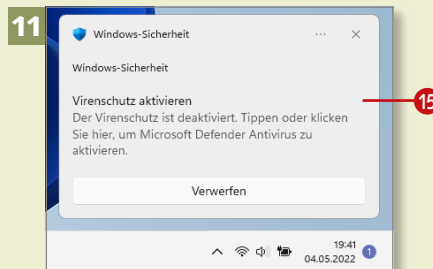 11
Windows-Sicherheit
Windows-Sicherheit
Virenschutz aktivieren
Der Virenschutz ist deaktiviert. Tippen oder klicken
Sie hier, um Microsoft Defender Antivirus zu
aktivieren.
15
Verwerfen
19:41
04.05.2022
1